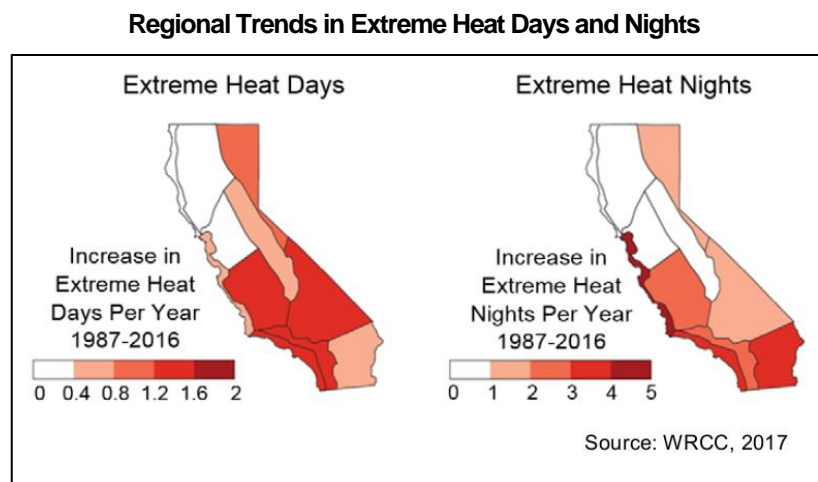 Regional Trends in Extreme Heat Days and Nights
Extreme Heat Days
Increase in
Extreme Heat
Days Per Year
1987-2016
0 0.4 0.8 1.2 1.6 2
Extreme Heat Nights
Increase in
Extreme Heat
Nights Per Year
1987-2016
0 1 2 3 4 5
Source: WRCC, 2017